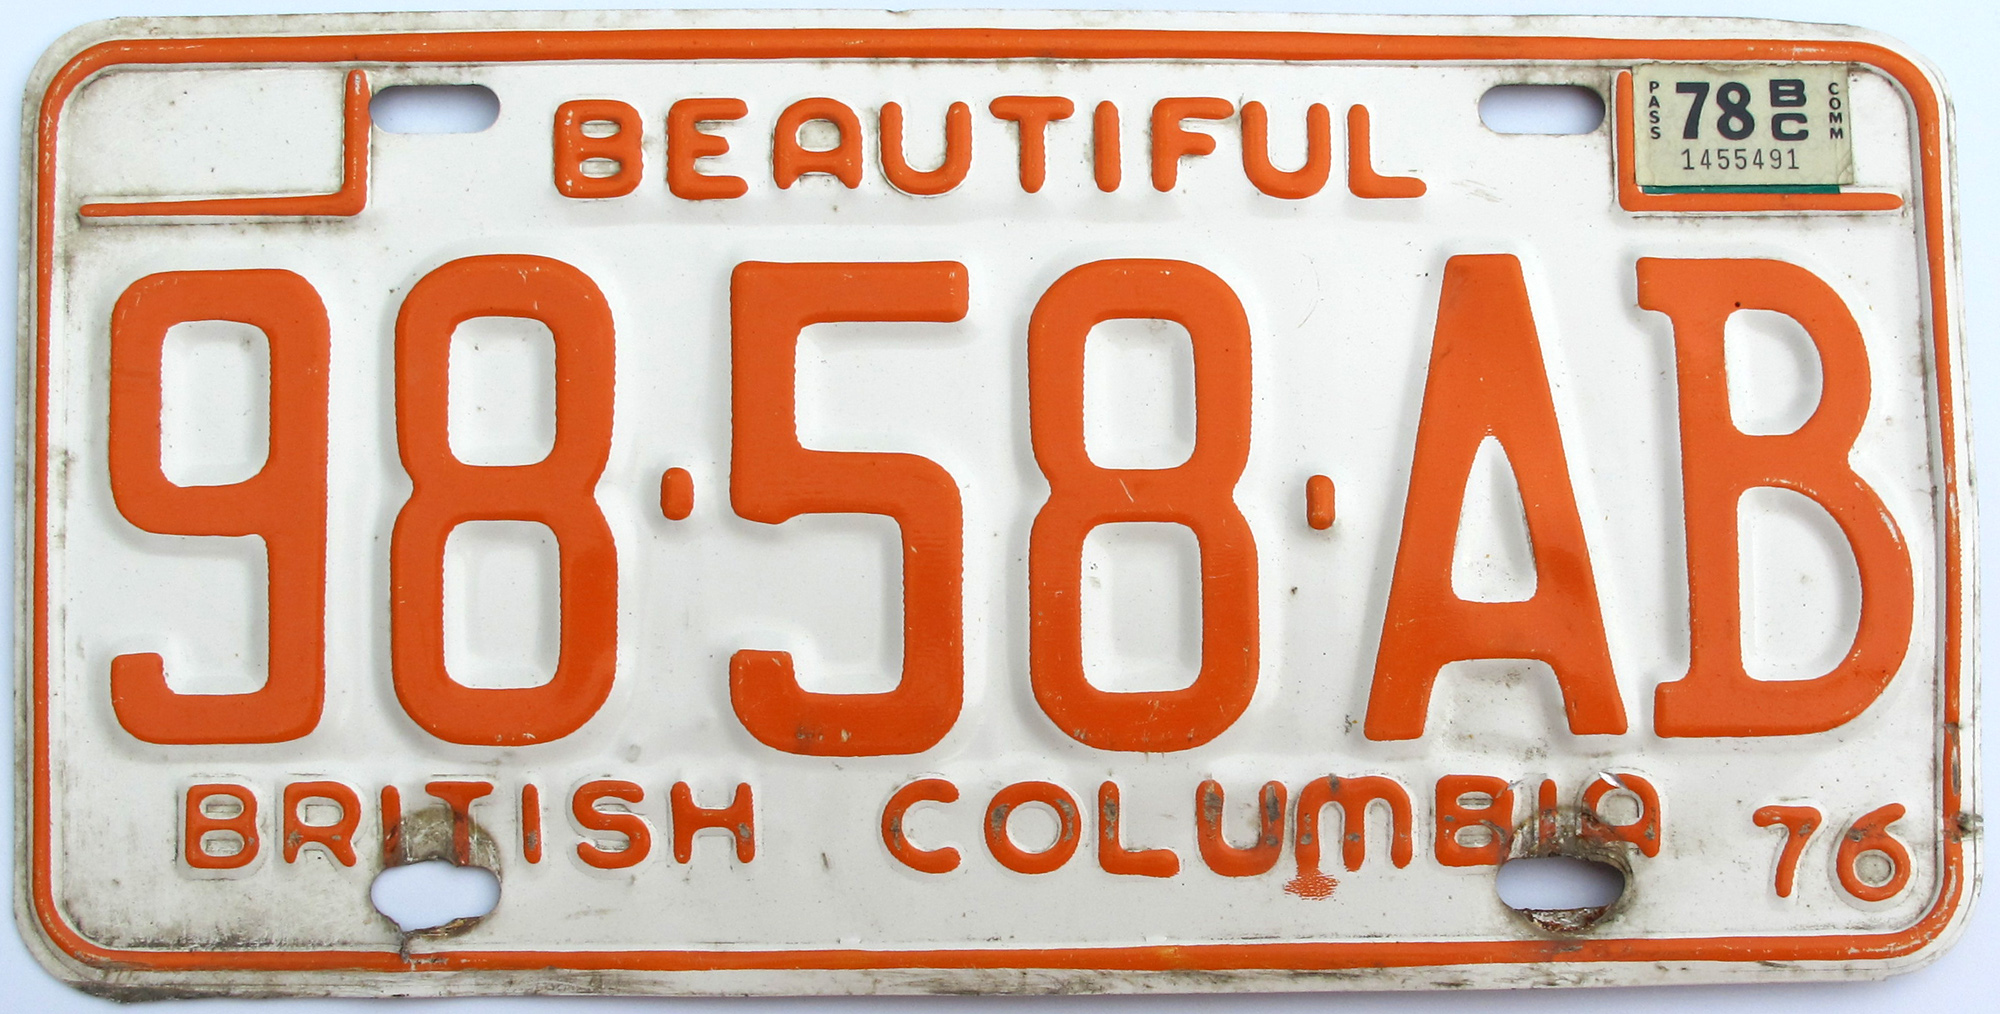 BEAUTIFUL
PASS 78 BC COMM
1455491
98·58·AB
BRITISH COLUMBIA 76